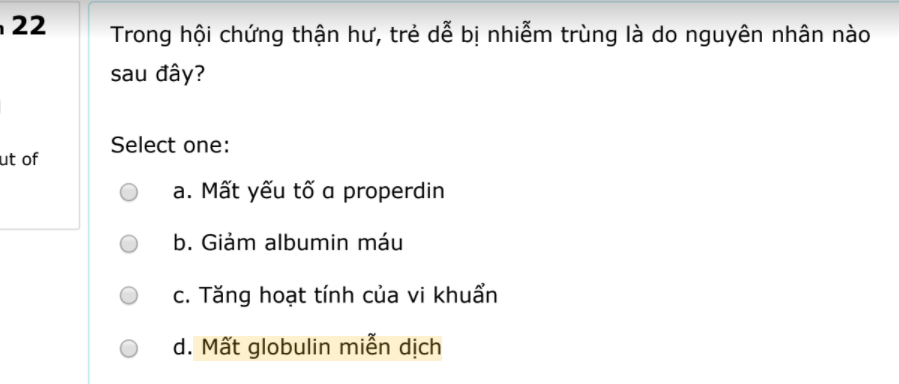 22
Trong hội chứng thận hư, trẻ dễ bị nhiễm trùng là do nguyên nhân nào
sau đây?
ut of
Select one:
a. Mất yếu tố α properdin
b. Giảm albumin máu
c. Tăng hoạt tính của vi khuẩn
d. Mất globulin miễn dịch